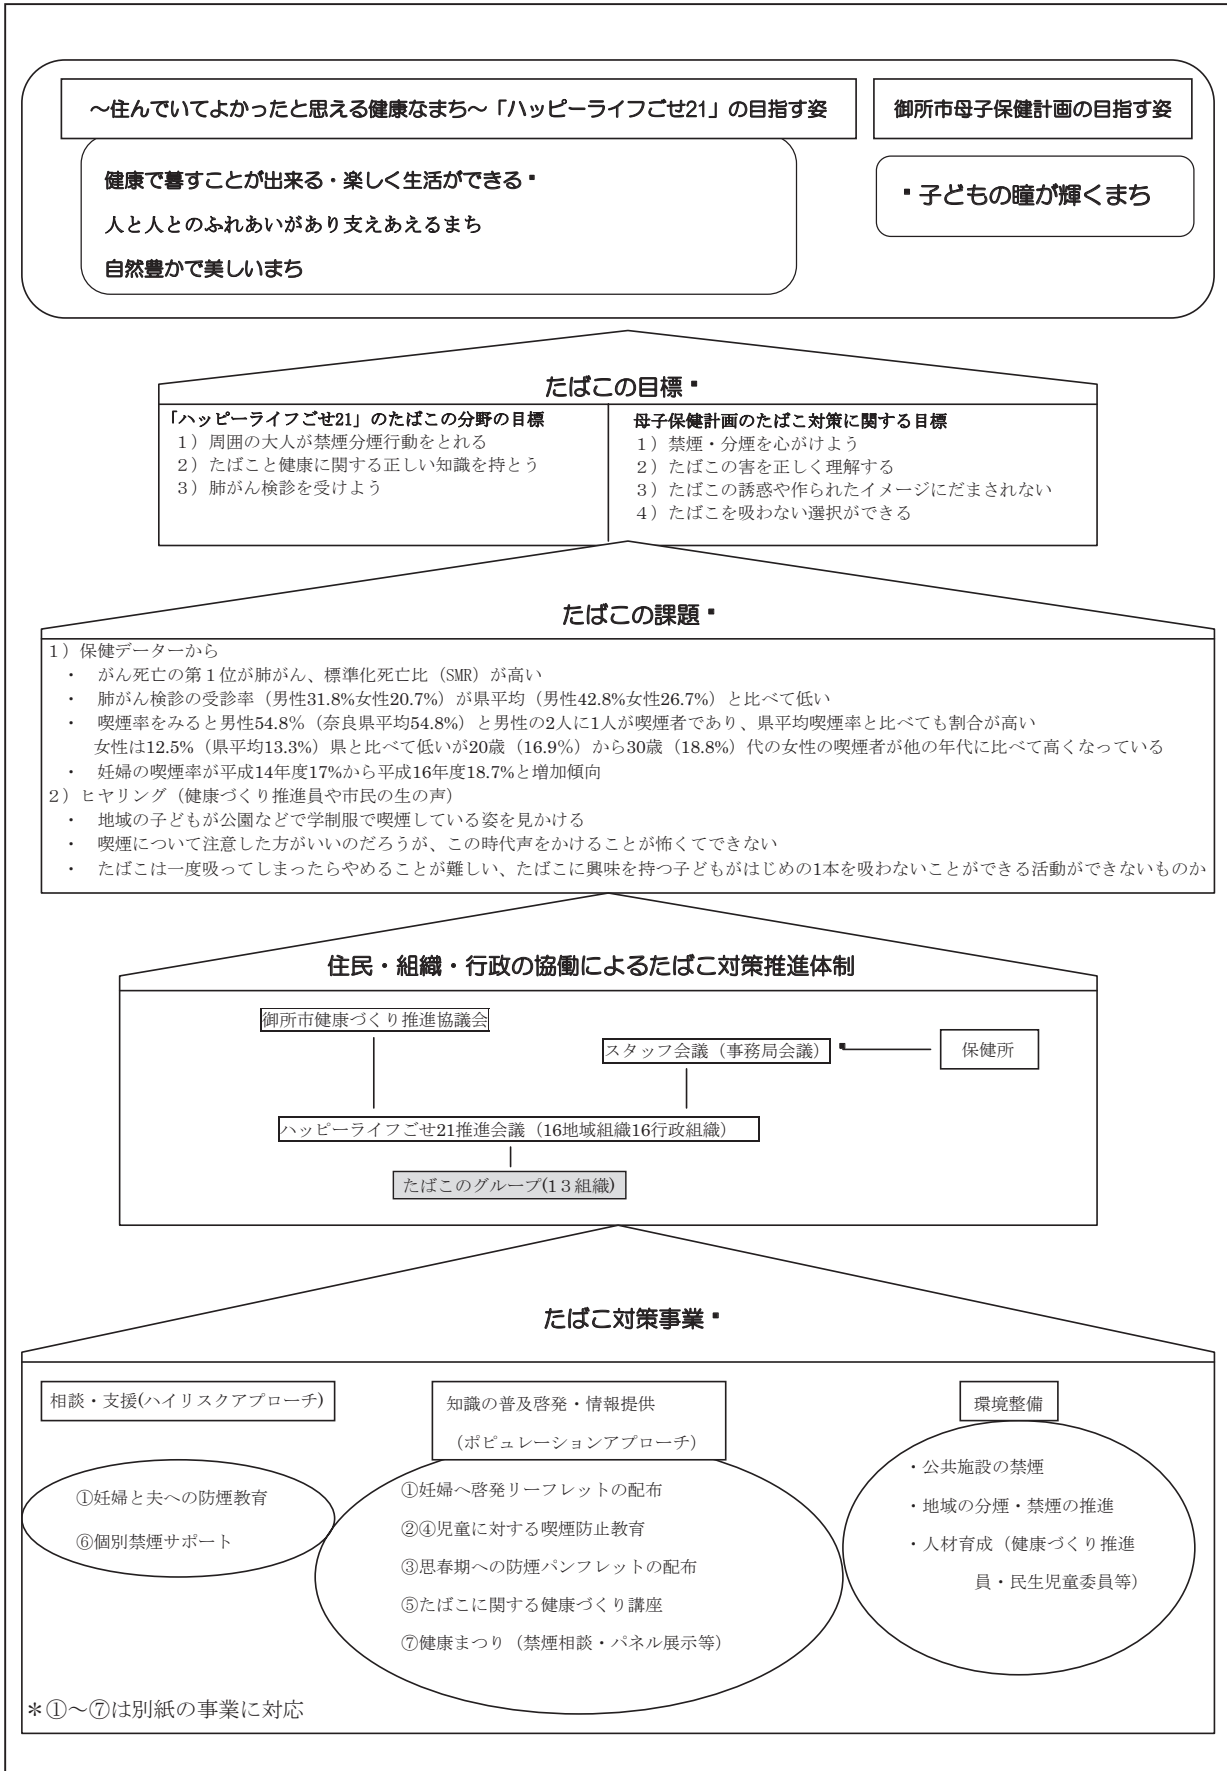 ～住んでいてよかったと思える健康なまち～「ハッピーライフごせ21」の目指す姿
御所市母子保健計画の目指す姿
健康で暮すことが出来る・楽しく生活ができる
人と人とのふれあいがあり支えあえるまち
自然豊かで美しいまち
子どもの瞳が輝くまち
たばこの目標
「ハッピーライフごせ21」のたばこの分野の目標
１）周囲の大人が禁煙分煙行動をとれる
２）たばこと健康に関する正しい知識を持とう
３）肺がん検診を受けよう
母子保健計画のたばこ対策に関する目標
１）禁煙・分煙を心がけよう
２）たばこの害を正しく理解する
３）たばこの誘惑や作られたイメージにだまされない
４）たばこを吸わない選択ができる
たばこの課題
１）保健データーから
・　がん死亡の第１位が肺がん、標準化死亡比（SMR）が高い
・　肺がん検診の受診率（男性31.8%女性20.7%）が県平均（男性42.8%女性26.7%）と比べて低い
・　喫煙率をみると男性54.8%（奈良県平均54.8%）と男性の2人に1人が喫煙者であり、県平均喫煙率と比べても割合が高い
女性は12.5%（県平均13.3%）県と比べて低いが20歳（16.9%）から30歳（18.8%）代の女性の喫煙者が他の年代に比べて高くなっている
・　妊婦の喫煙率が平成14年度17%から平成16年度18.7%と増加傾向
２）ヒヤリング（健康づくり推進員や市民の生の声）
・　地域の子どもが公園などで学制服で喫煙している姿を見かける
・　喫煙について注意した方がいいのだろうが、この時代声をかけることが怖くてできない
・　たばこは一度吸ってしまったらやめることが難しい、たばこに興味を持つ子どもがはじめの1本を吸わないことができる活動ができないものか
住民・組織・行政の協働によるたばこ対策推進体制
御所市健康づくり推進協議会
スタッフ会議（事務局会議）
保健所
ハッピーライフごせ21推進会議（16地域組織16行政組織）
たばこのグループ(１３組織)
たばこ対策事業
相談・支援(ハイリスクアプローチ)
①妊婦と夫への防煙教育
⑥個別禁煙サポート
知識の普及啓発・情報提供
（ポピュレーションアプローチ）
①妊婦へ啓発リーフレットの配布
②④児童に対する喫煙防止教育
③思春期への防煙パンフレットの配布
⑤たばこに関する健康づくり講座
⑦健康まつり（禁煙相談・パネル展示等）
環境整備
・公共施設の禁煙
・地域の分煙・禁煙の推進
・人材育成（健康づくり推進
員・民生児童委員等）
＊①～⑦は別紙の事業に対応